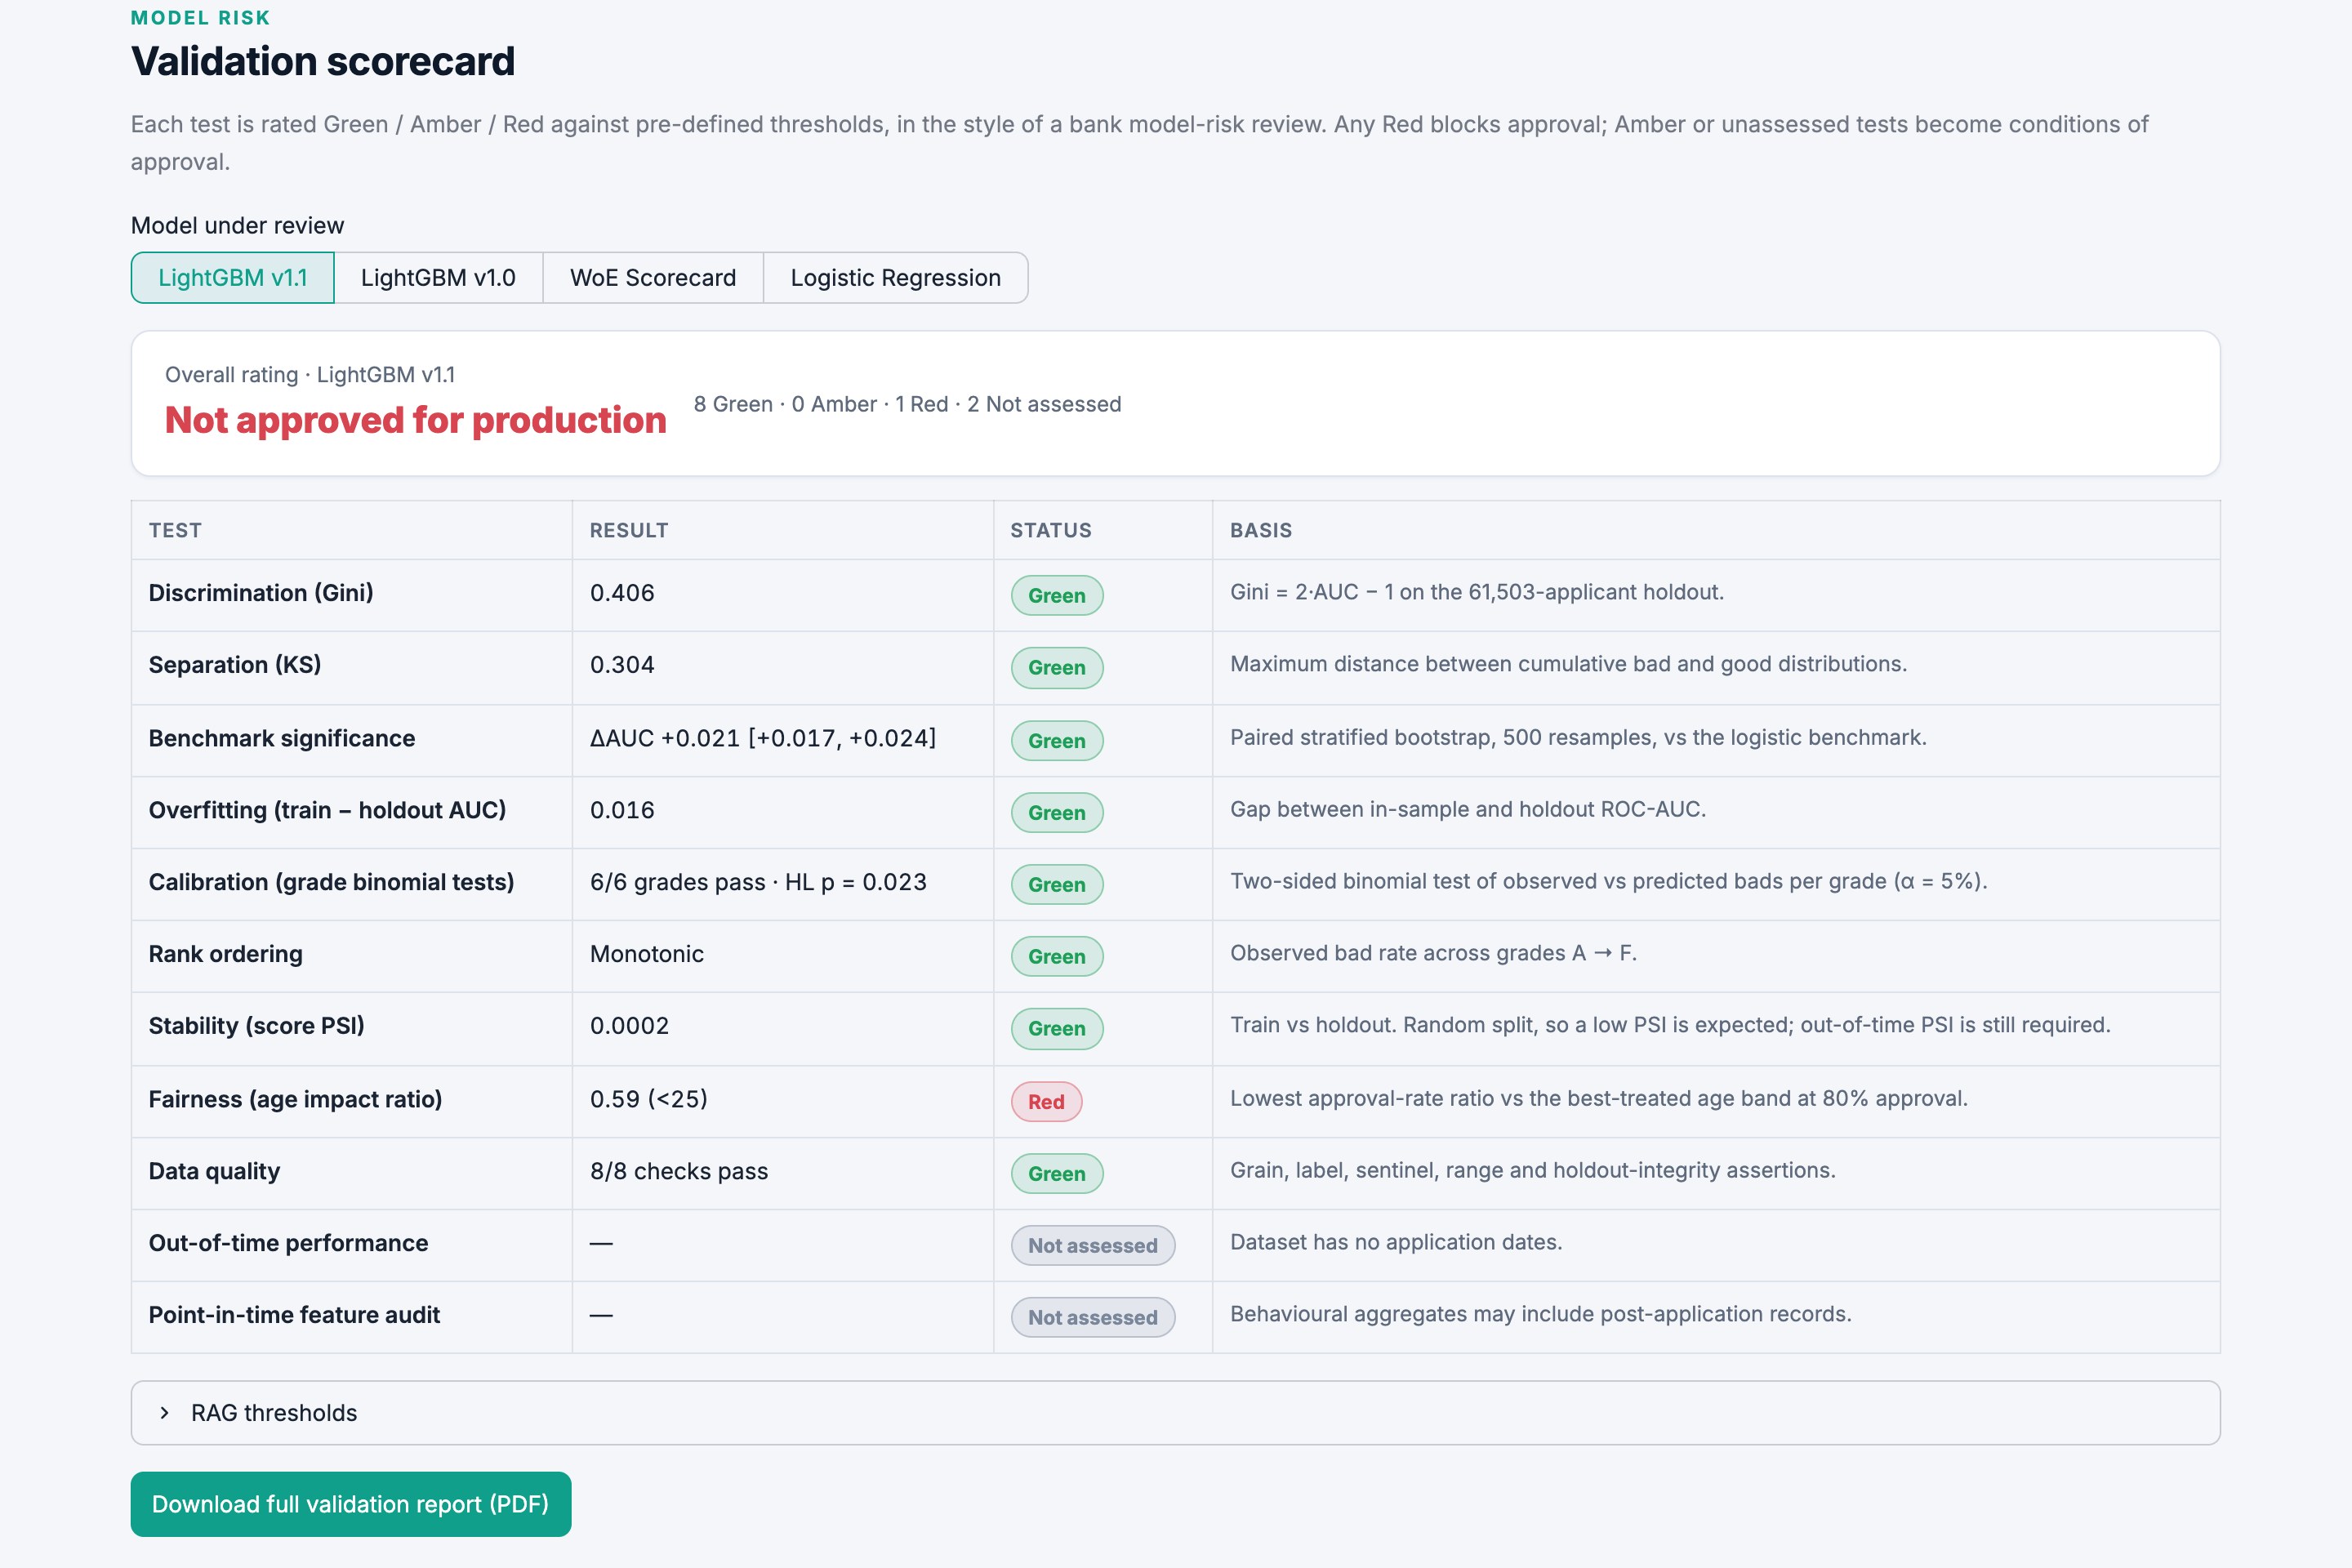 MODEL RISK
Validation scorecard
Each test is rated Green / Amber / Red against pre-defined thresholds, in the style of a bank model-risk review. Any Red blocks approval; Amber or unassessed tests become conditions of
approval.
Model under review
LightGBM v1.1 LightGBM v1.0 WoE Scorecard Logistic Regression
Overall rating · LightGBM v1.1
Not approved for production 8 Green · 0 Amber · 1 Red · 2 Not assessed
TEST RESULT STATUS BASIS
Discrimination (Gini) 0.406 Green Gini = 2·AUC − 1 on the 61,503-applicant holdout.
Separation (KS) 0.304 Green Maximum distance between cumulative bad and good distributions.
Benchmark significance ΔAUC +0.021 [+0.017, +0.024] Green Paired stratified bootstrap, 500 resamples, vs the logistic benchmark.
Overfitting (train − holdout AUC) 0.016 Green Gap between in-sample and holdout ROC-AUC.
Calibration (grade binomial tests) 6/6 grades pass · HL p = 0.023 Green Two-sided binomial test of observed vs predicted bads per grade (α = 5%).
Rank ordering Monotonic Green Observed bad rate across grades A → F.
Stability (score PSI) 0.0002 Green Train vs holdout. Random split, so a low PSI is expected; out-of-time PSI is still required.
Fairness (age impact ratio) 0.59 (<25) Red Lowest approval-rate ratio vs the best-treated age band at 80% approval.
Data quality 8/8 checks pass Green Grain, label, sentinel, range and holdout-integrity assertions.
Out-of-time performance — Not assessed Dataset has no application dates.
Point-in-time feature audit — Not assessed Behavioural aggregates may include post-application records.
RAG thresholds
Download full validation report (PDF)